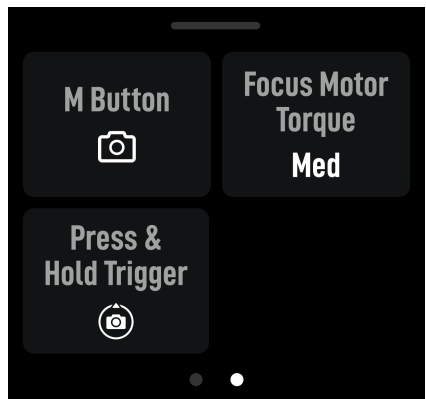 M Button
Focus Motor
Torque
Med
Press &
Hold Trigger